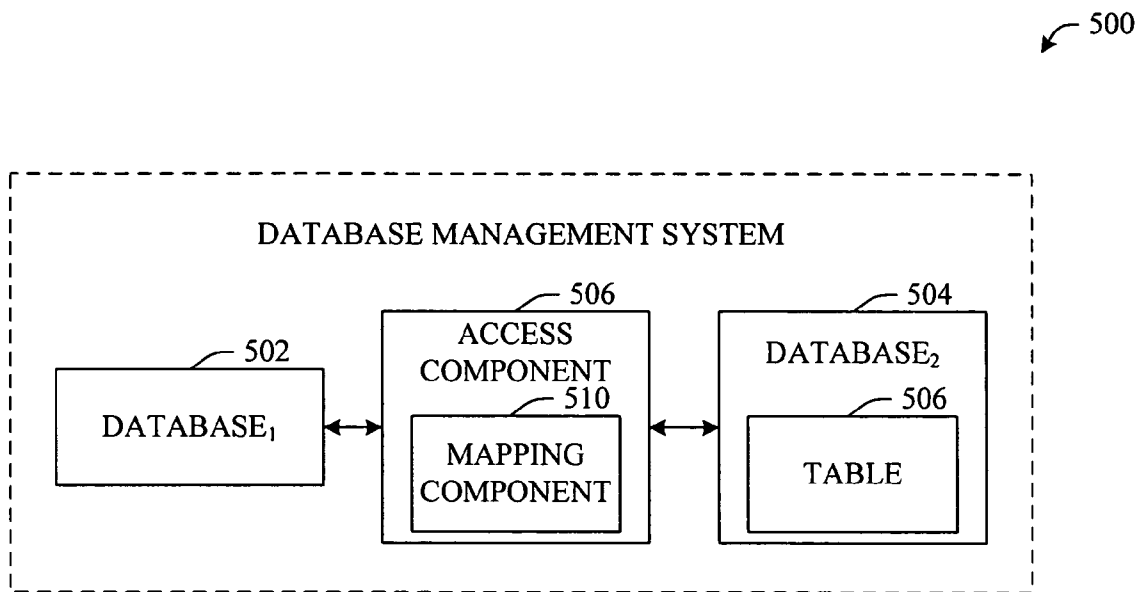 500
DATABASE MANAGEMENT SYSTEM
502
DATABASE₁
506
ACCESS
COMPONENT
510
MAPPING
COMPONENT
504
DATABASE₂
506
TABLE